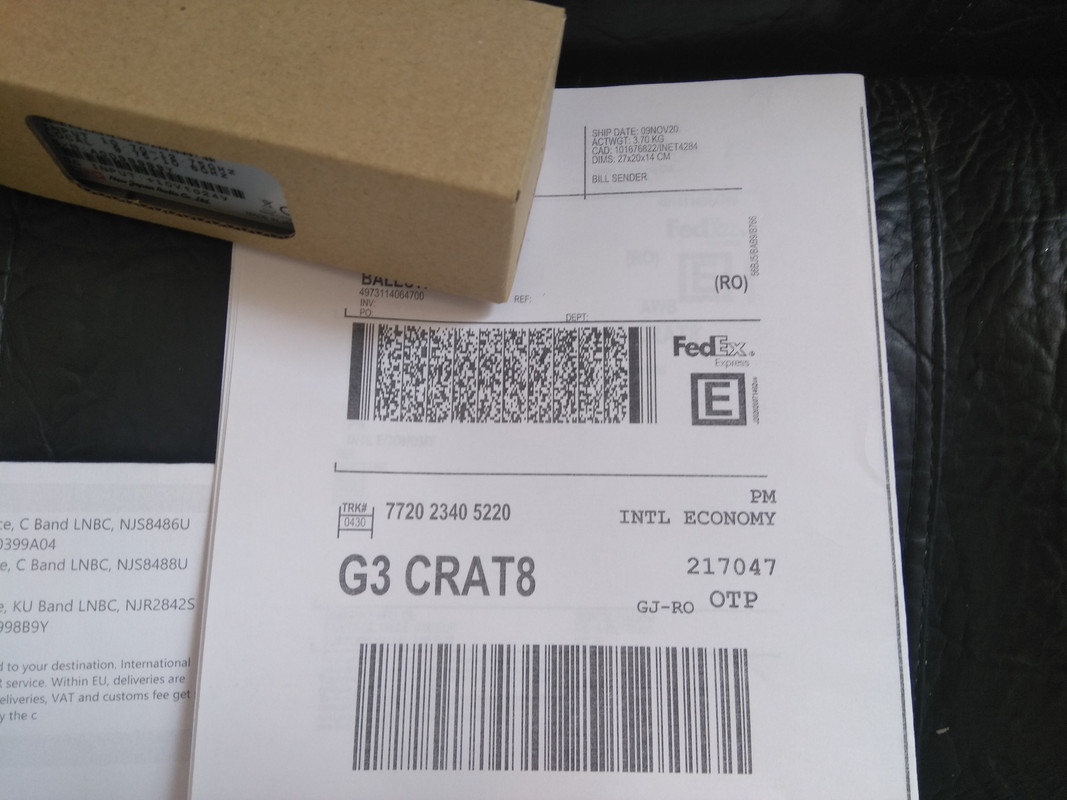 SHIP DATE: 09NOV20
ACTWGT: 3.70 KG
CAD: 101676822/INET4284
DIMS: 27x20x14 CM
BILL SENDER
(RO)
4973114064700
REF:
INV:
PO:
DEPT:
FedEx
Express
E
TRK#
0430
7720 2340 5220
PM
INTL ECONOMY
G3 CRAT8
217047
GJ-RO OTP
ce, C Band LNBC, NJS8486U
0399A04
e, C Band LNBC, NJS8488U
e, KU Band LNBC, NJR2842S
998B9Y
d to your destination. International
t service. Within EU, deliveries are
eliveries, VAT and customs fee get
y the c